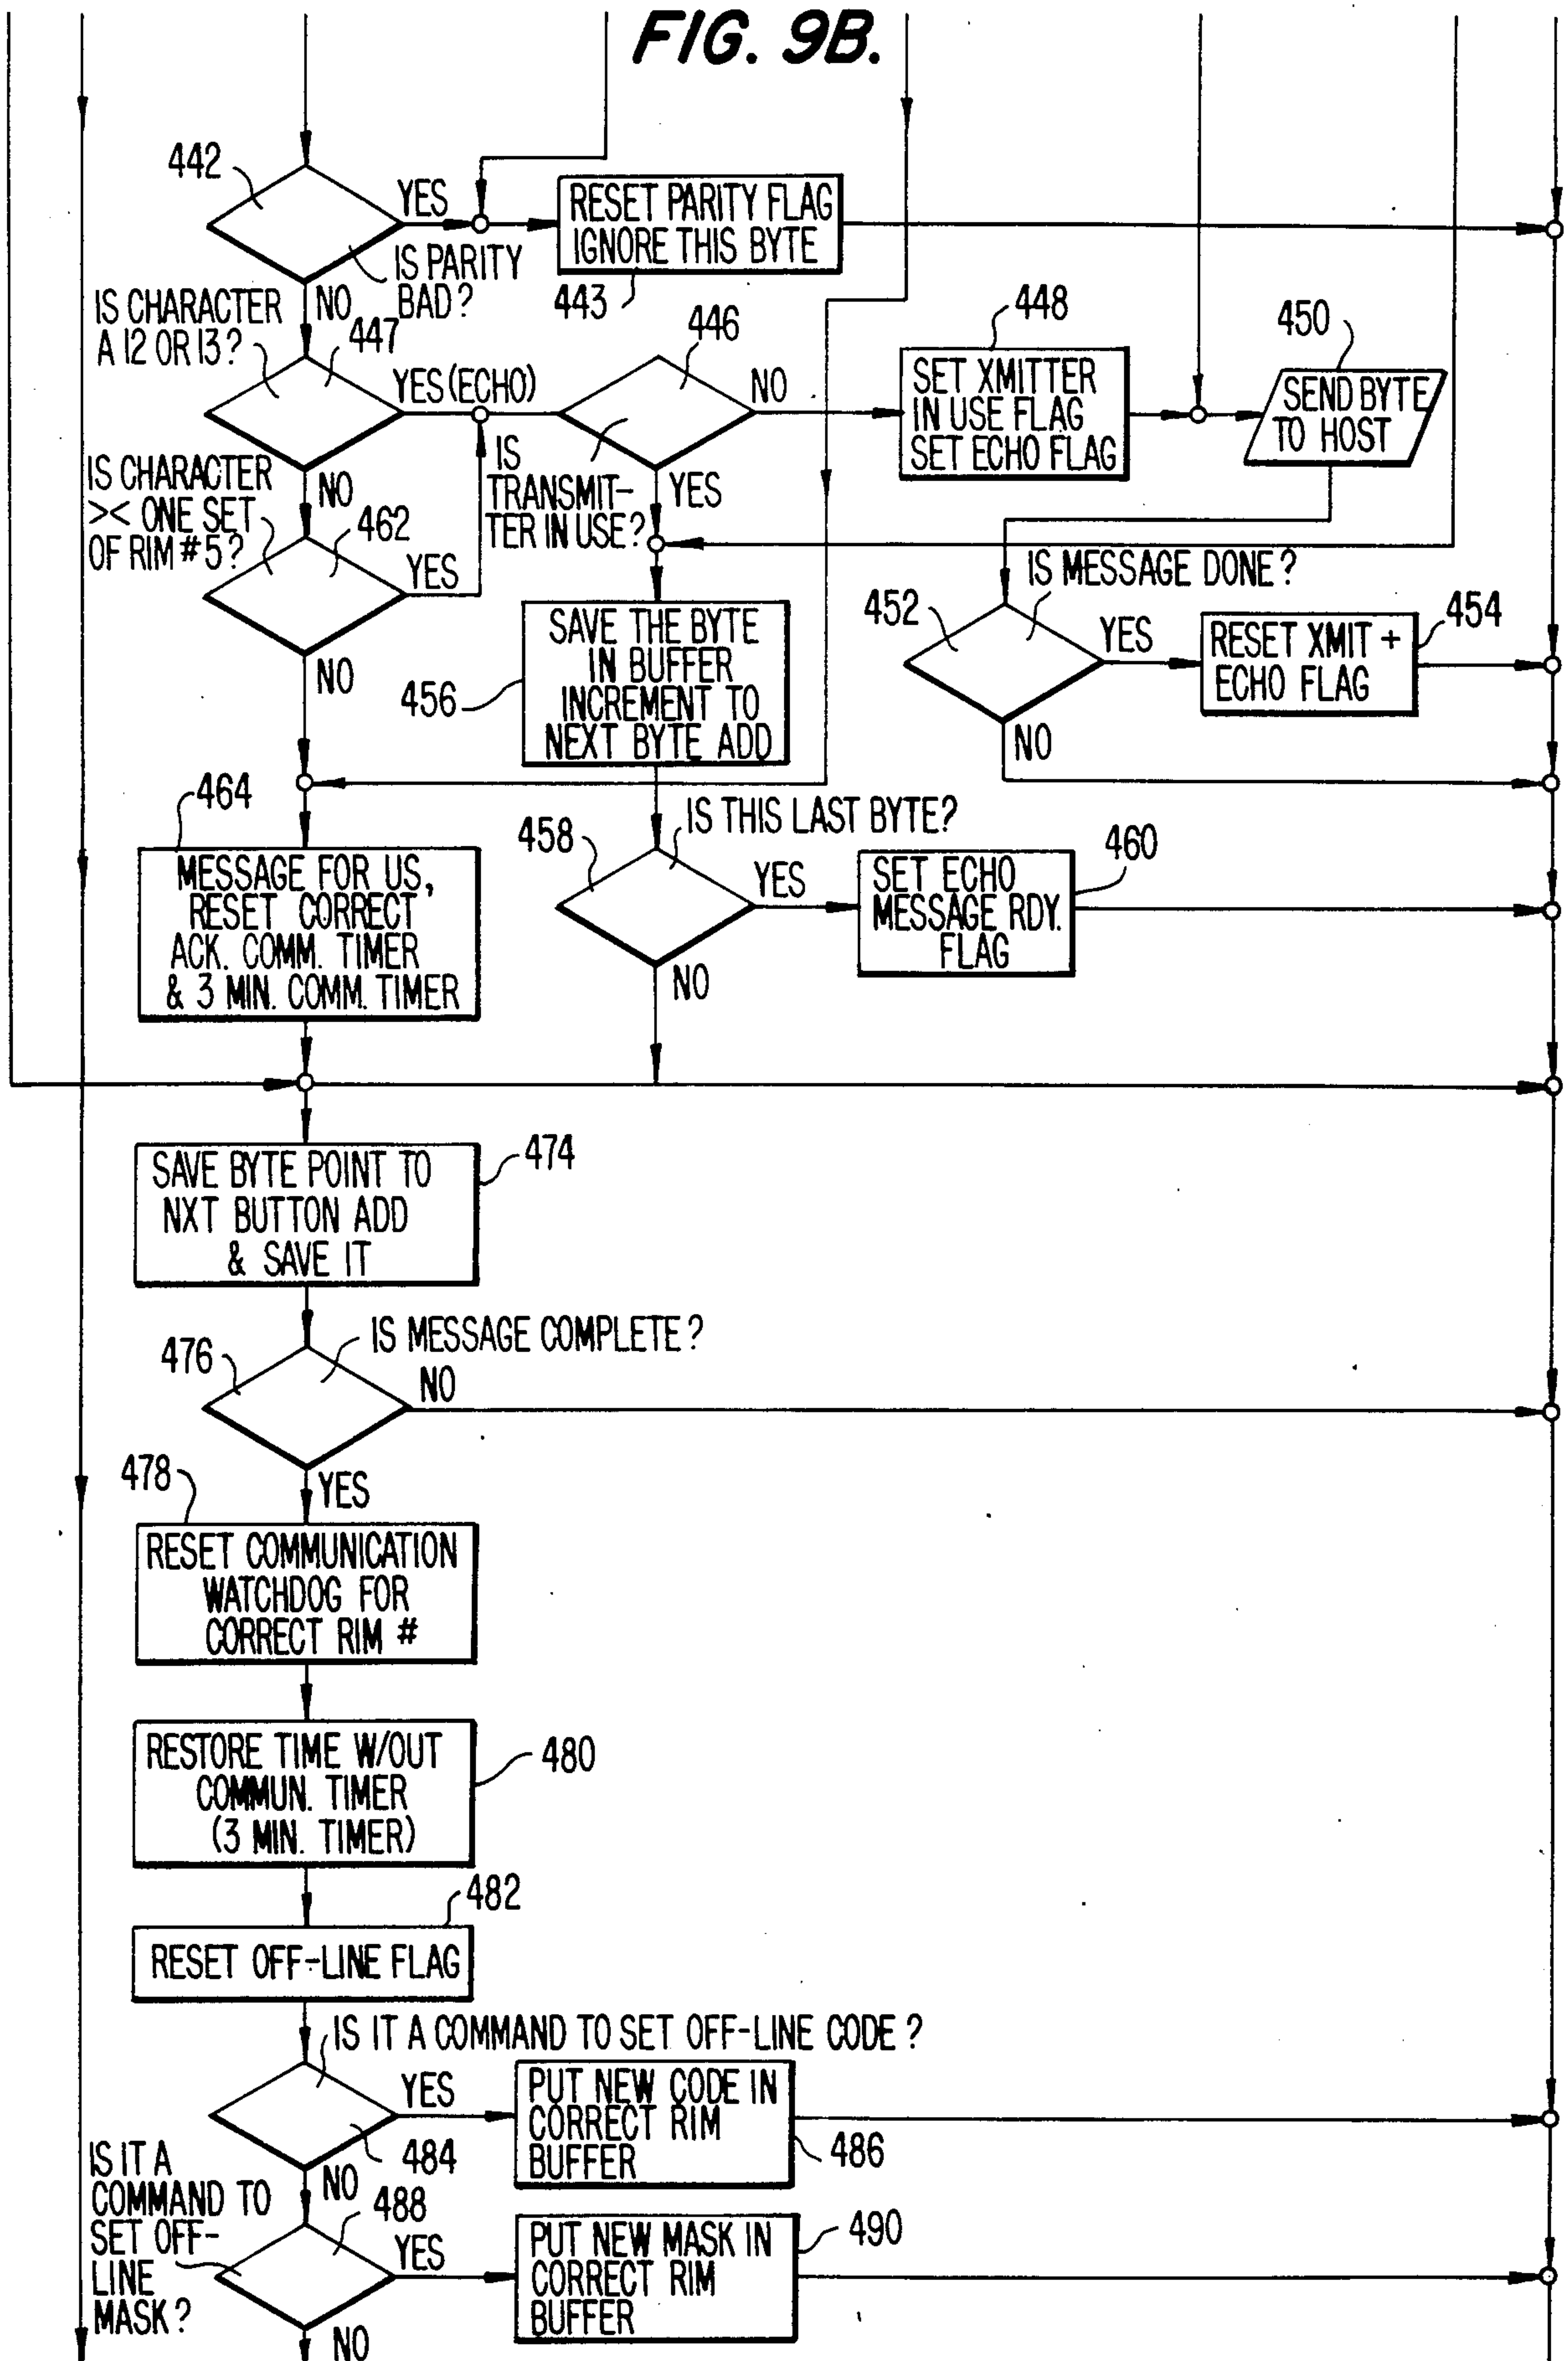 FIG. 9B.
442
YES
IS PARITY
BAD?
NO
RESET PARITY FLAG
IGNORE THIS BYTE
443
IS CHARACTER
A 12 OR 13?
447
YES (ECHO)
NO
446
IS
TRANSMIT-
TER IN USE?
NO
YES
448
SET XMITTER
IN USE FLAG
SET ECHO FLAG
450
SEND BYTE
TO HOST
IS CHARACTER
>< ONE SET
OF RIM #5?
462
YES
NO
SAVE THE BYTE
IN BUFFER
INCREMENT TO
NEXT BYTE ADD
456
IS MESSAGE DONE?
452
YES
NO
RESET XMIT +
ECHO FLAG
454
464
MESSAGE FOR US,
RESET CORRECT
ACK. COMM. TIMER
& 3 MIN. COMM. TIMER
458
IS THIS LAST BYTE?
YES
NO
SET ECHO
MESSAGE RDY.
FLAG
460
SAVE BYTE POINT TO
NXT BUTTON ADD
& SAVE IT
474
IS MESSAGE COMPLETE?
476
NO
YES
478
RESET COMMUNICATION
WATCHDOG FOR
CORRECT RIM #
RESTORE TIME W/OUT
COMMUN. TIMER
(3 MIN. TIMER)
480
482
RESET OFF-LINE FLAG
IS IT A COMMAND TO SET OFF-LINE CODE?
YES
484
NO
PUT NEW CODE IN
CORRECT RIM
BUFFER
486
IS IT A
COMMAND TO
SET OFF-
LINE
MASK?
488
YES
NO
PUT NEW MASK IN
CORRECT RIM
BUFFER
490